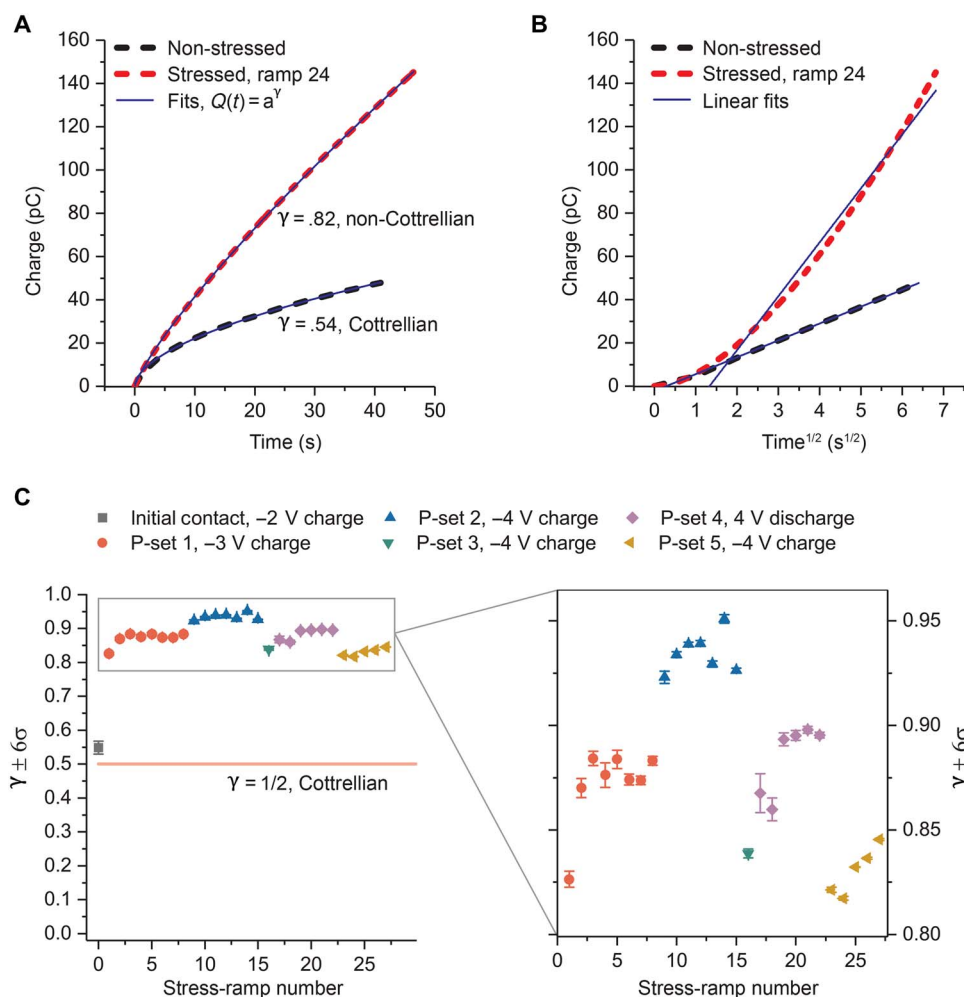 A
160
140
120
100
80
60
40
20
0
Charge (pC)
Non-stressed
Stressed, ramp 24
Fits, Q(t) = aᵞ
γ = .82, non-Cottrellian
γ = .54, Cottrellian
0 10 20 30 40 50
Time (s)
B
160
140
120
100
80
60
40
20
0
Charge (pC)
Non-stressed
Stressed, ramp 24
Linear fits
0 1 2 3 4 5 6 7
Time¹ᐟ² (s¹ᐟ²)
C
Initial contact, –2 V charge
P-set 1, –3 V charge
P-set 2, –4 V charge
P-set 3, –4 V charge
P-set 4, 4 V discharge
P-set 5, –4 V charge
1.0
0.9
0.8
0.7
0.6
0.5
0.4
0.3
0.2
0.1
0.0
γ ± 6σ
γ = 1/2, Cottrellian
0 5 10 15 20 25
Stress-ramp number
0.95
0.90
0.85
0.80
γ ± 6σ
0 5 10 15 20 25
Stress-ramp number